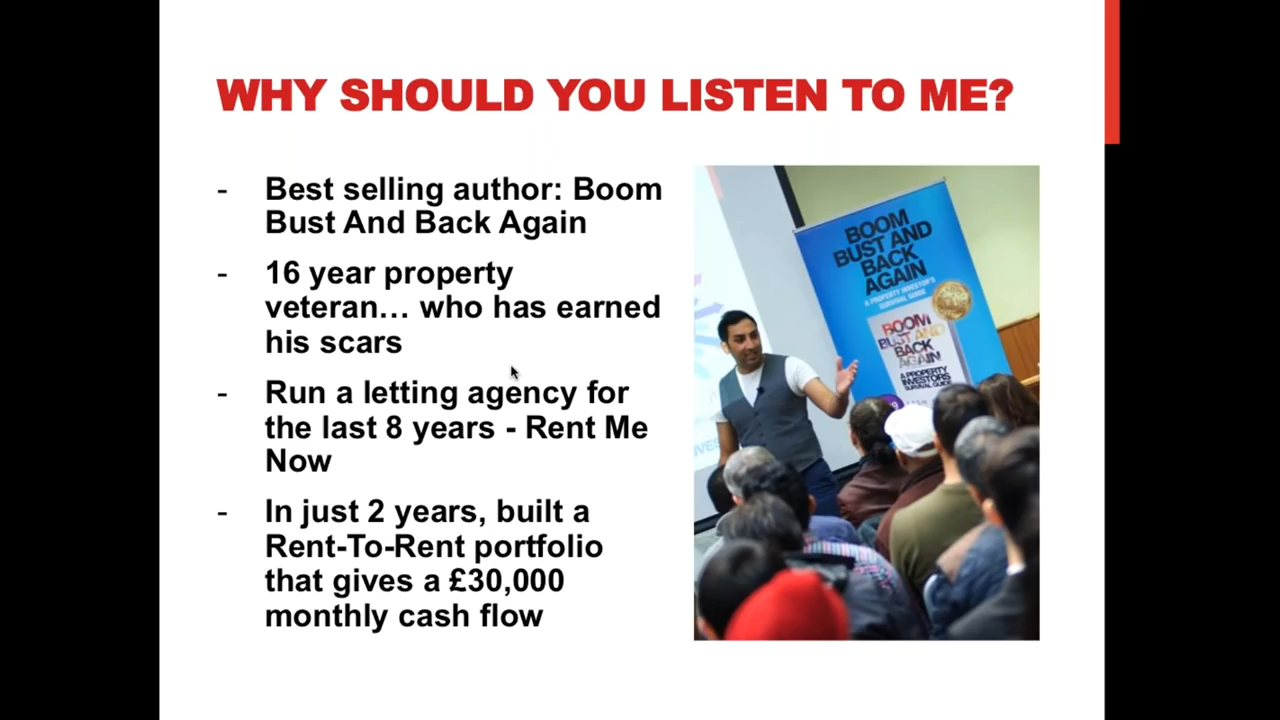 WHY SHOULD YOU LISTEN TO ME?
- Best selling author: Boom
Bust And Back Again
- 16 year property
veteran... who has earned
his scars
- Run a letting agency for
the last 8 years - Rent Me
Now
- In just 2 years, built a
Rent-To-Rent portfolio
that gives a £30,000
monthly cash flow
BOOM
BUST AND
BACK
AGAIN
A PROPERTY INVESTOR'S
SURVIVAL GUIDE
BOOM
BUST AND
BACK
AGAIN
A PROPERTY
INVESTORS
SURVIVAL GUIDE